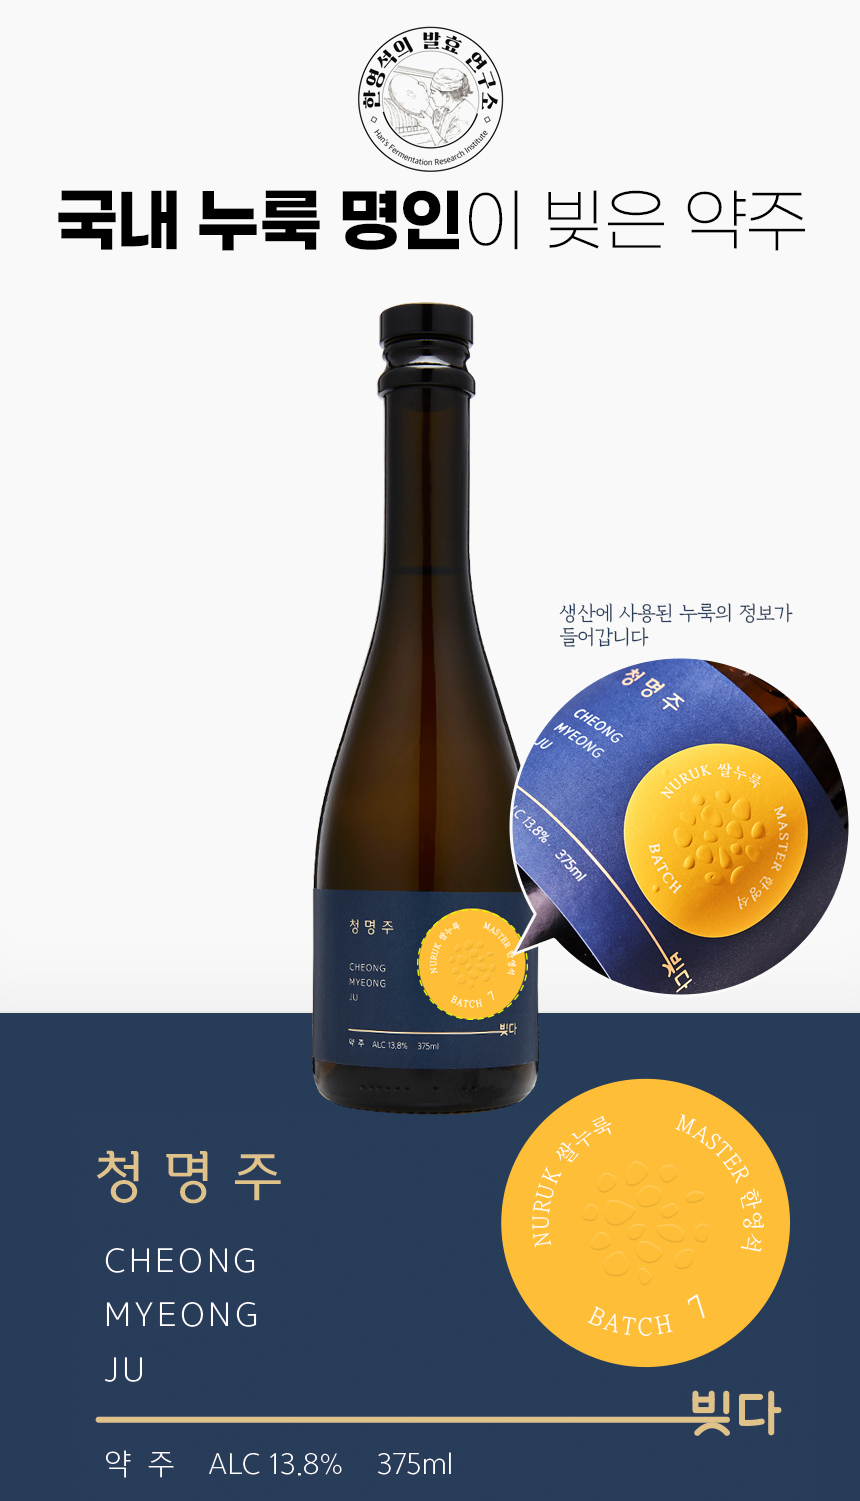 한영석의 발효 연구소
Han's Fermentation Research Institute
국내 누룩 명인이 빚은 약주
생산에 사용된 누룩의 정보가
들어갑니다
청명주
CHEONG
MYEONG
JU
ALC 13.8%. 375ml
NURUK 쌀누룩
MASTER 한영석
BATCH
빚다
청명주
CHEONG
MYEONG
JU
NURUK 쌀누룩
MASTER 한영석
BATCH 7
빚다
약주 ALC 13.8% 375ml
청명주
CHEONG
MYEONG
JU
NURUK 쌀누룩
MASTER 한영석
BATCH 7
빚다
약주 ALC 13.8% 375ml